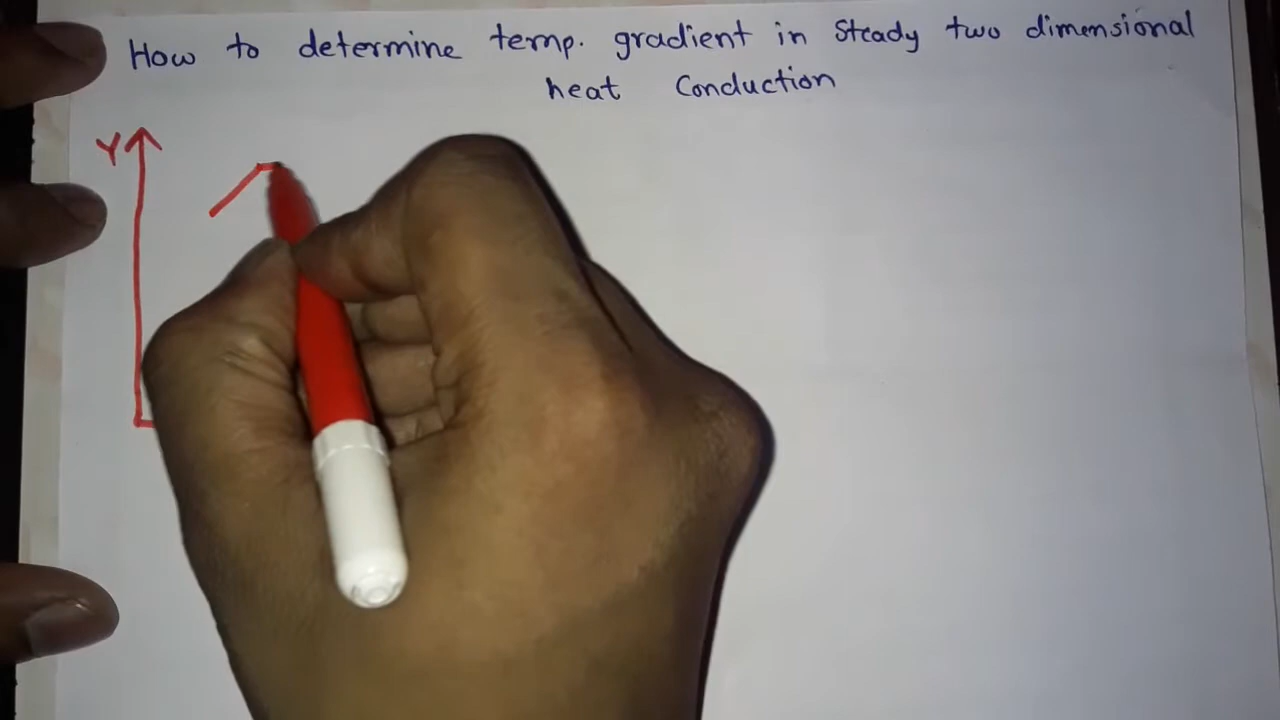 How to determine temp. gradient in Steady two dimensional
heat Conduction
Y